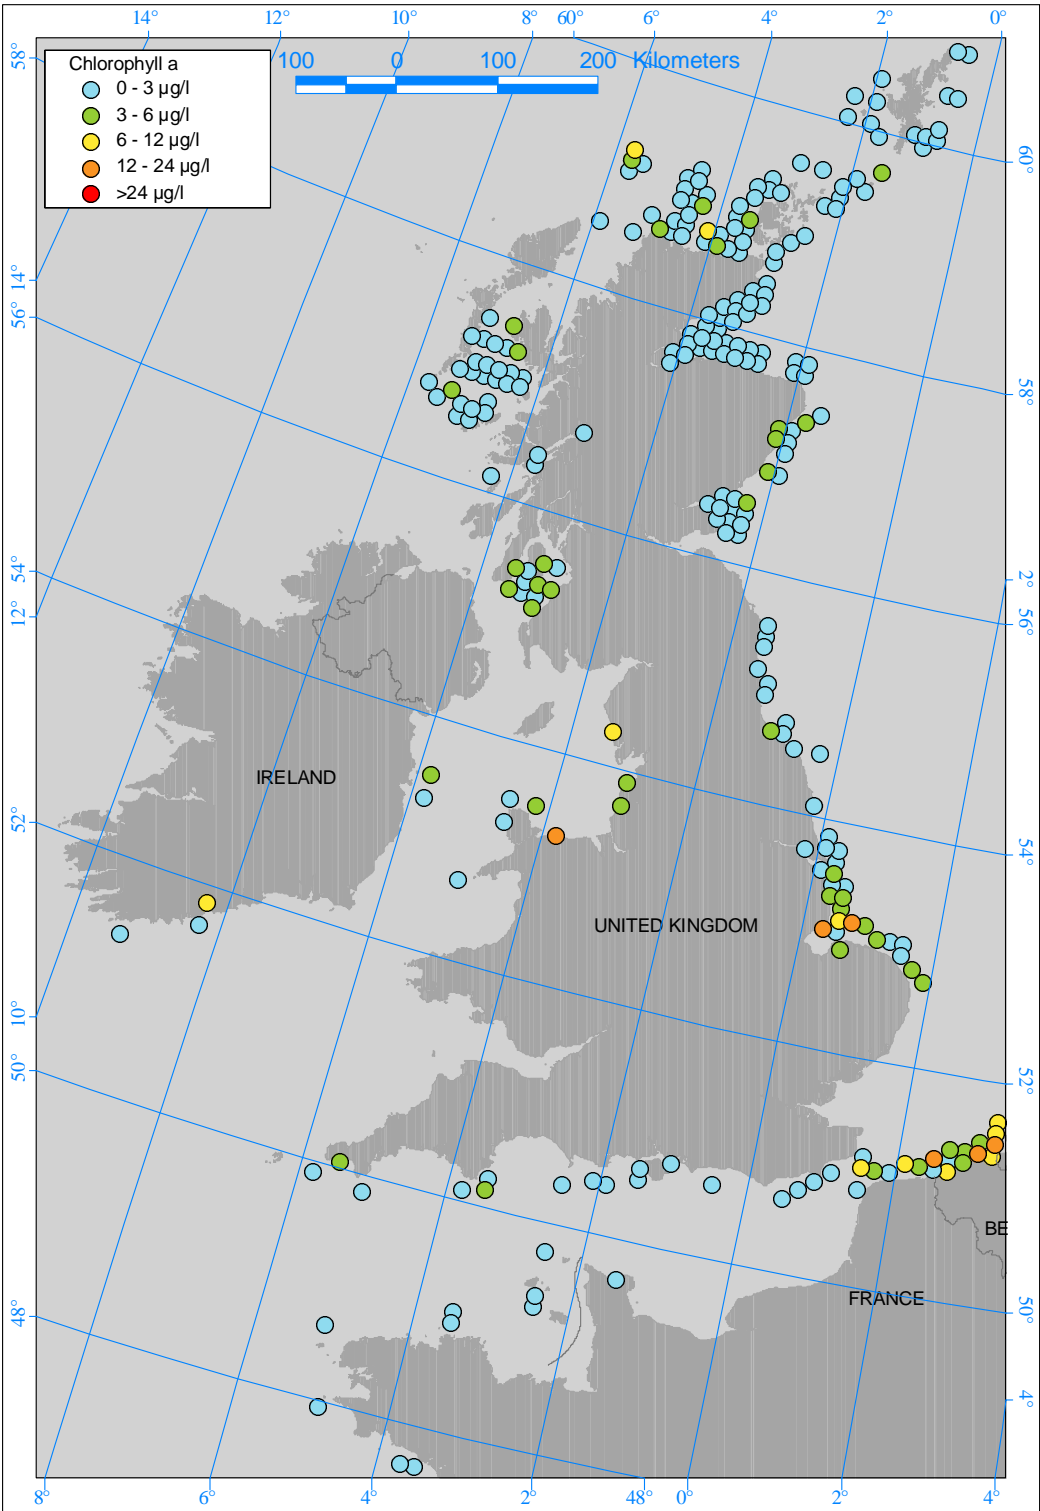 14° 12° 10° 8° 60° 6° 4° 2° 0°
58°
Chlorophyll a
0 - 3 µg/l
3 - 6 µg/l
6 - 12 µg/l
12 - 24 µg/l
>24 µg/l
100 0 100 200 Kilometers
60°
14°
56°
58°
54°
12°
2°
56°
IRELAND
52°
54°
UNITED KINGDOM
10°
50°
52°
BE
FRANCE
48°
50°
4°
8° 6° 4° 2° 48° 0° 2° 4°